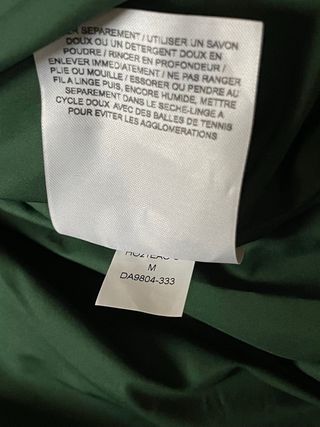 SEPAREMENT / UTILISER UN SAVON
DOUX OU UN DETERGENT DOUX EN
POUDRE / RINCER EN PROFONDEUR /
ENLEVER IMMEDIATEMENT / NE PAS RANGER
PLIE OU MOUILLE / ESSORER OU PENDRE AU
FIL A LINGE PUIS, ENCORE HUMIDE, METTRE
SEPAREMENT DANS LE SECHE-LINGE A
CYCLE DOUX AVEC DES BALLES DE TENNIS
POUR EVITER LES AGGLOMERATIONS
M
DA9804-333